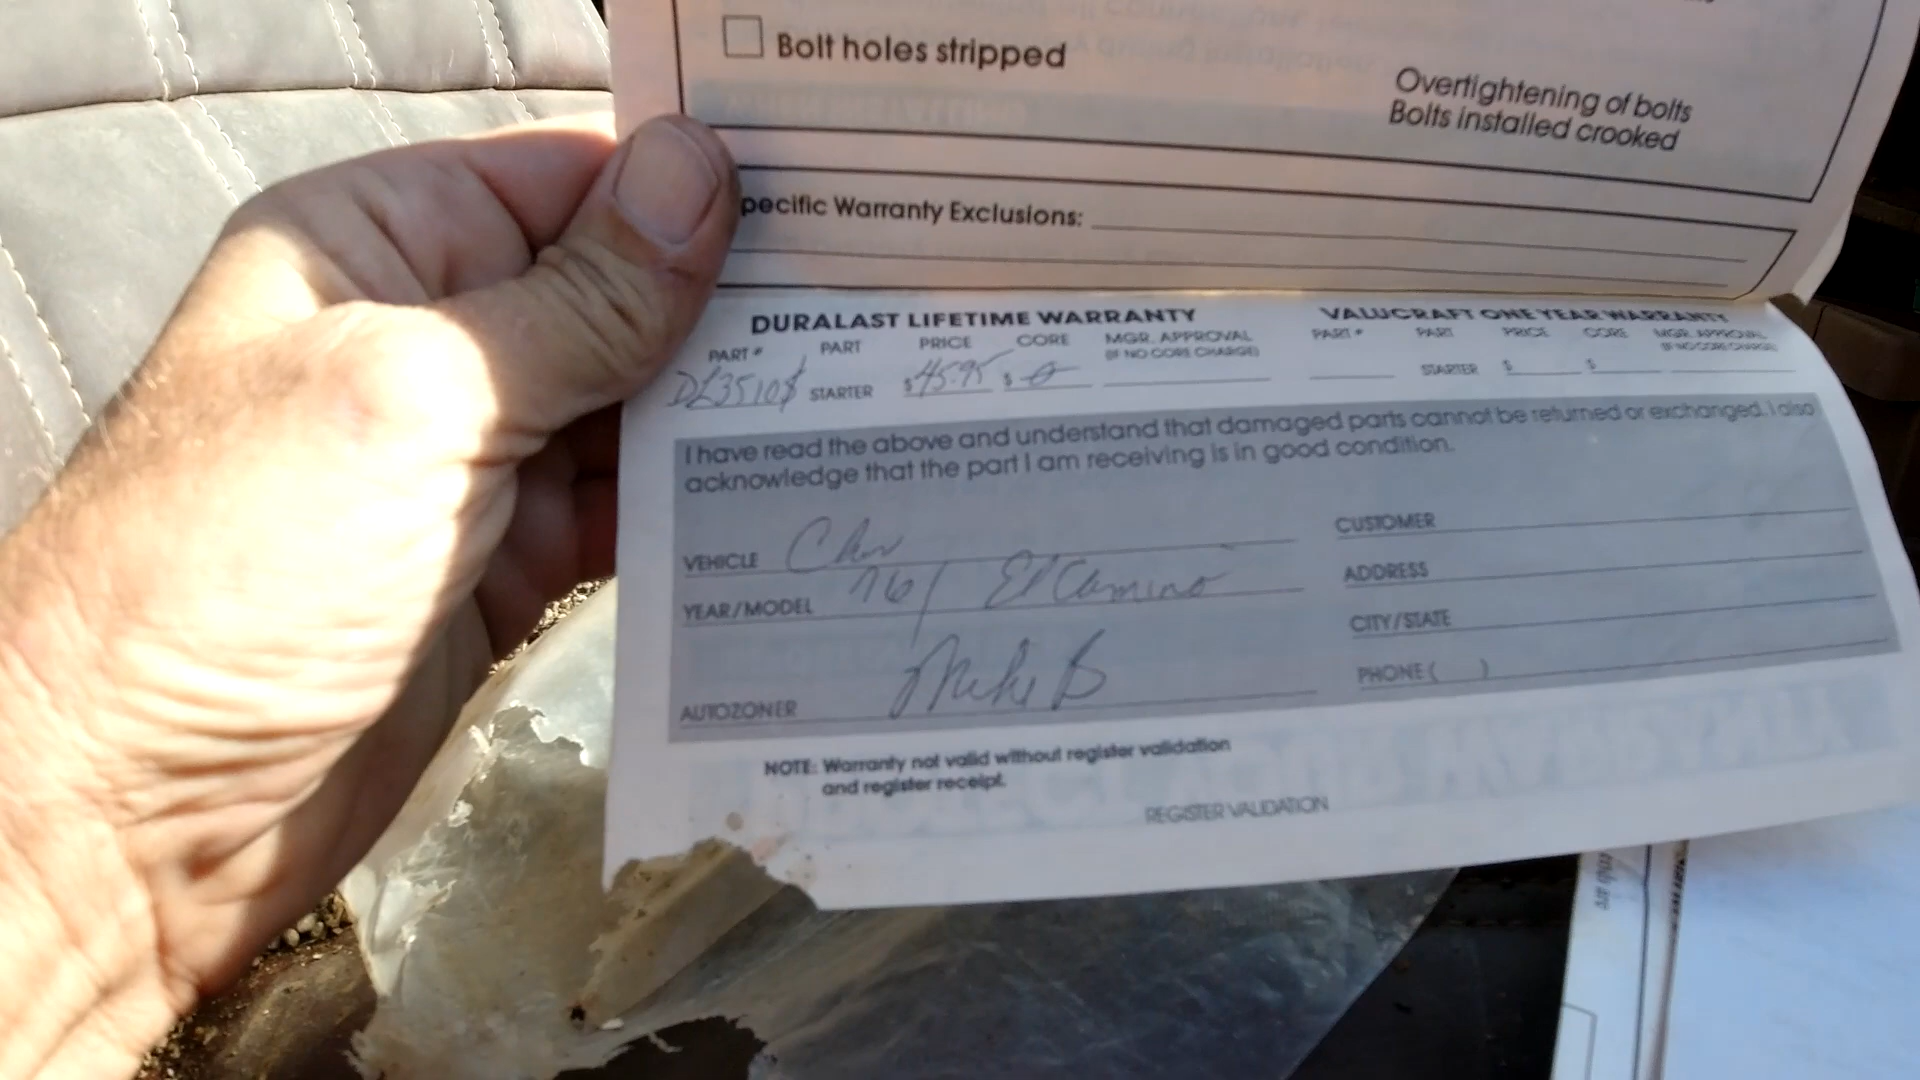 Bolt holes stripped
Overtightening of bolts
Bolts installed crooked
pecific Warranty Exclusions:
DURALAST LIFETIME WARRANTY
PART # PART PRICE CORE MGR. APPROVAL
(IF NO CORE CHARGE)
STARTER $45.95 $
VALUCRAFT ONE YEAR WARRANTY
PART # PART PRICE CORE MGR. APPROVAL
(IF NO CORE CHARGE)
STARTER $ $
I have read the above and understand that damaged parts cannot be returned or exchanged. I also
acknowledge that the part I am receiving is in good condition.
VEHICLE
YEAR/MODEL 76/ El Camino
AUTOZONER Mike B
CUSTOMER
ADDRESS
CITY/STATE
PHONE ( )
NOTE: Warranty not valid without register validation
and register receipt.
REGISTER VALIDATION